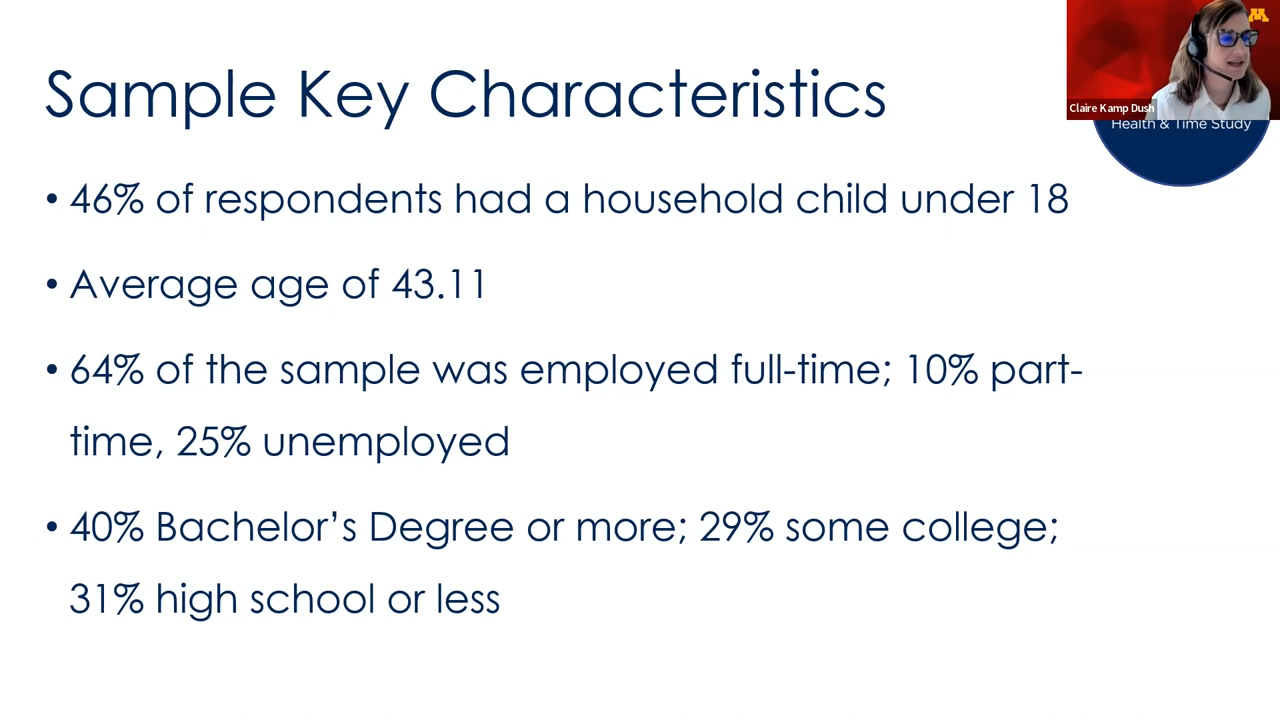 Sample Key Characteristics
Claire Kamp Dush
Health & Time Study
• 46% of respondents had a household child under 18
• Average age of 43.11
• 64% of the sample was employed full-time; 10% part-
time, 25% unemployed
• 40% Bachelor’s Degree or more; 29% some college;
31% high school or less